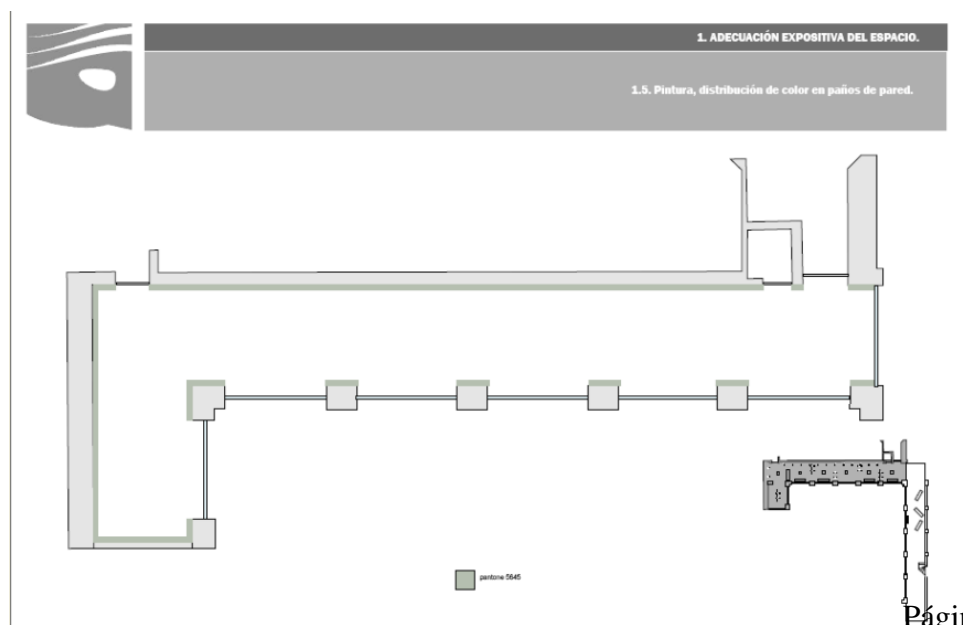 1. ADECUACIÓN EXPOSITIVA DEL ESPACIO.
1.5. Pintura, distribución de color en paños de pared.
pantone 5645